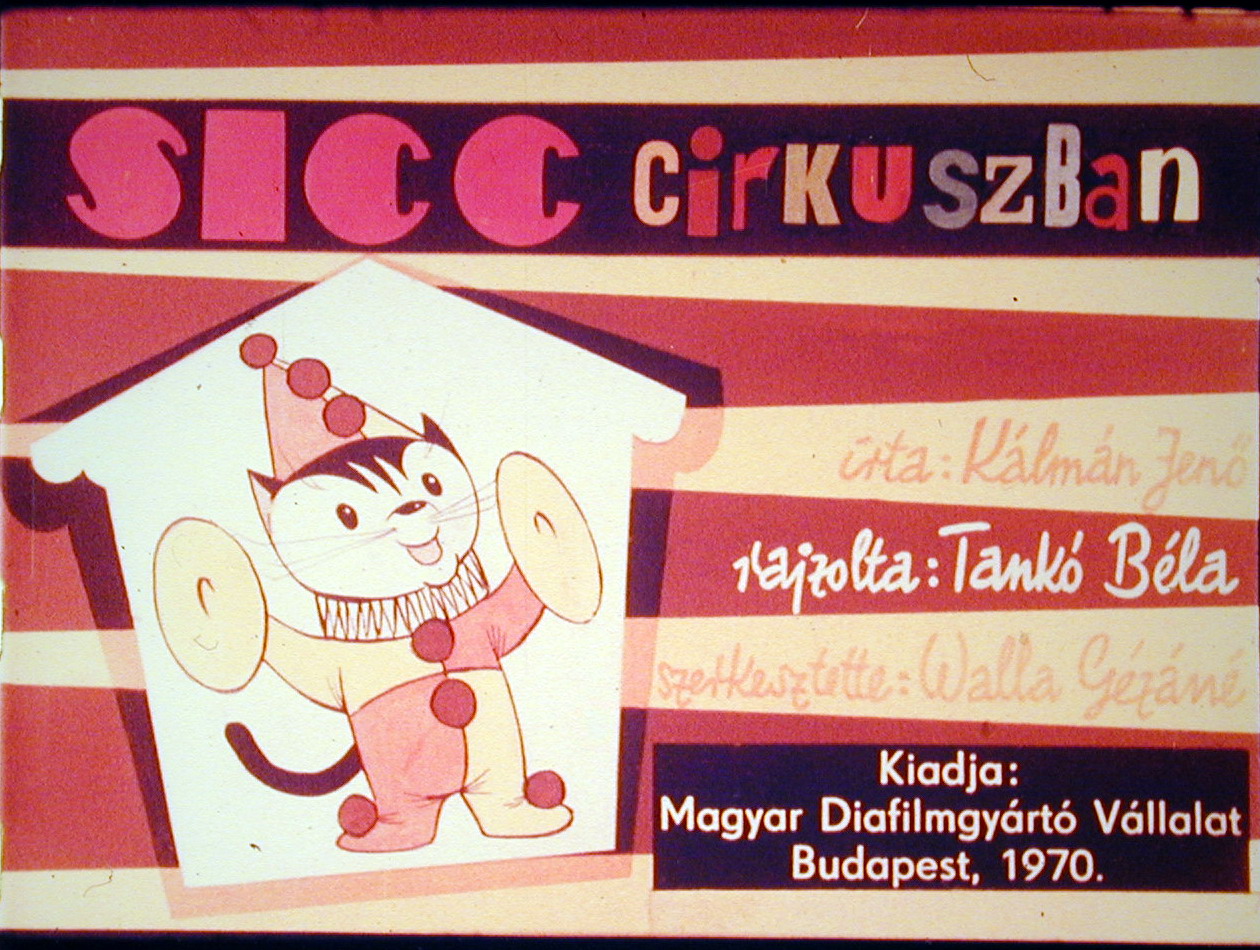 SICC cirkuszBan
írta: Kálmán Jenő
rajzolta: Tankó Béla
szerkesztette: Walla Gézáné
Kiadja:
Magyar Diafilmgyártó Vállalat
Budapest, 1970.